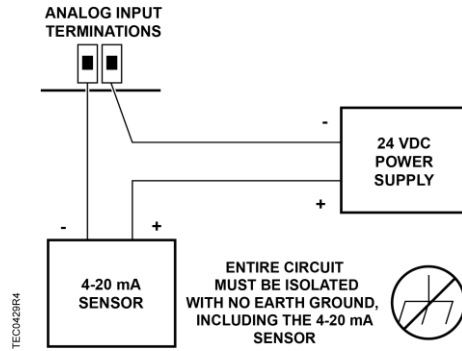 ANALOG INPUT
TERMINATIONS
-
24 VDC
POWER
SUPPLY
+
-
+
4-20 mA
SENSOR
ENTIRE CIRCUIT
MUST BE ISOLATED
WITH NO EARTH GROUND,
INCLUDING THE 4-20 mA
SENSOR
TEC0429R4